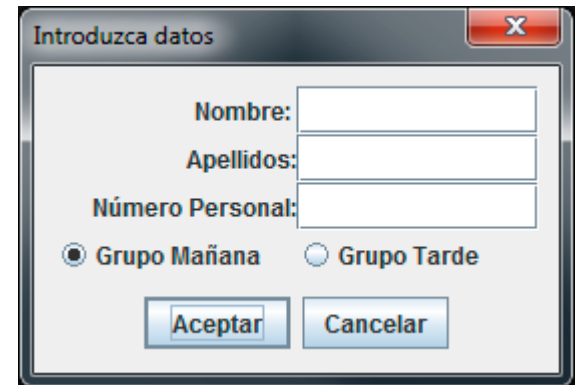 Introduzca datos
Nombre:
Apellidos:
Número Personal:
Grupo Mañana Grupo Tarde
Aceptar Cancelar